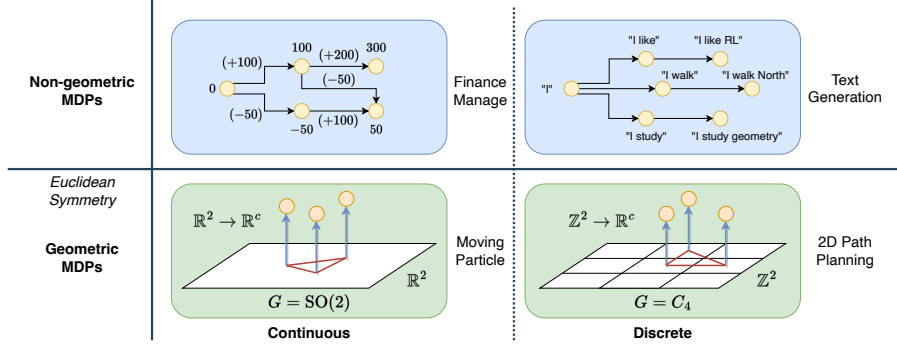 Non-geometric
MDPs
(+100)
100
(+200)
300
0
(−50)
(−50)
(+100)
−50
50
Finance
Manage
"I like"
"I like RL"
"I"
"I walk"
"I walk North"
"I study"
"I study geometry"
Text
Generation
Euclidean
Symmetry
Geometric
MDPs
ℝ² → ℝᶜ
ℝ²
G = SO(2)
Moving
Particle
Continuous
ℤ² → ℝᶜ
ℤ²
G = C₄
2D Path
Planning
Discrete